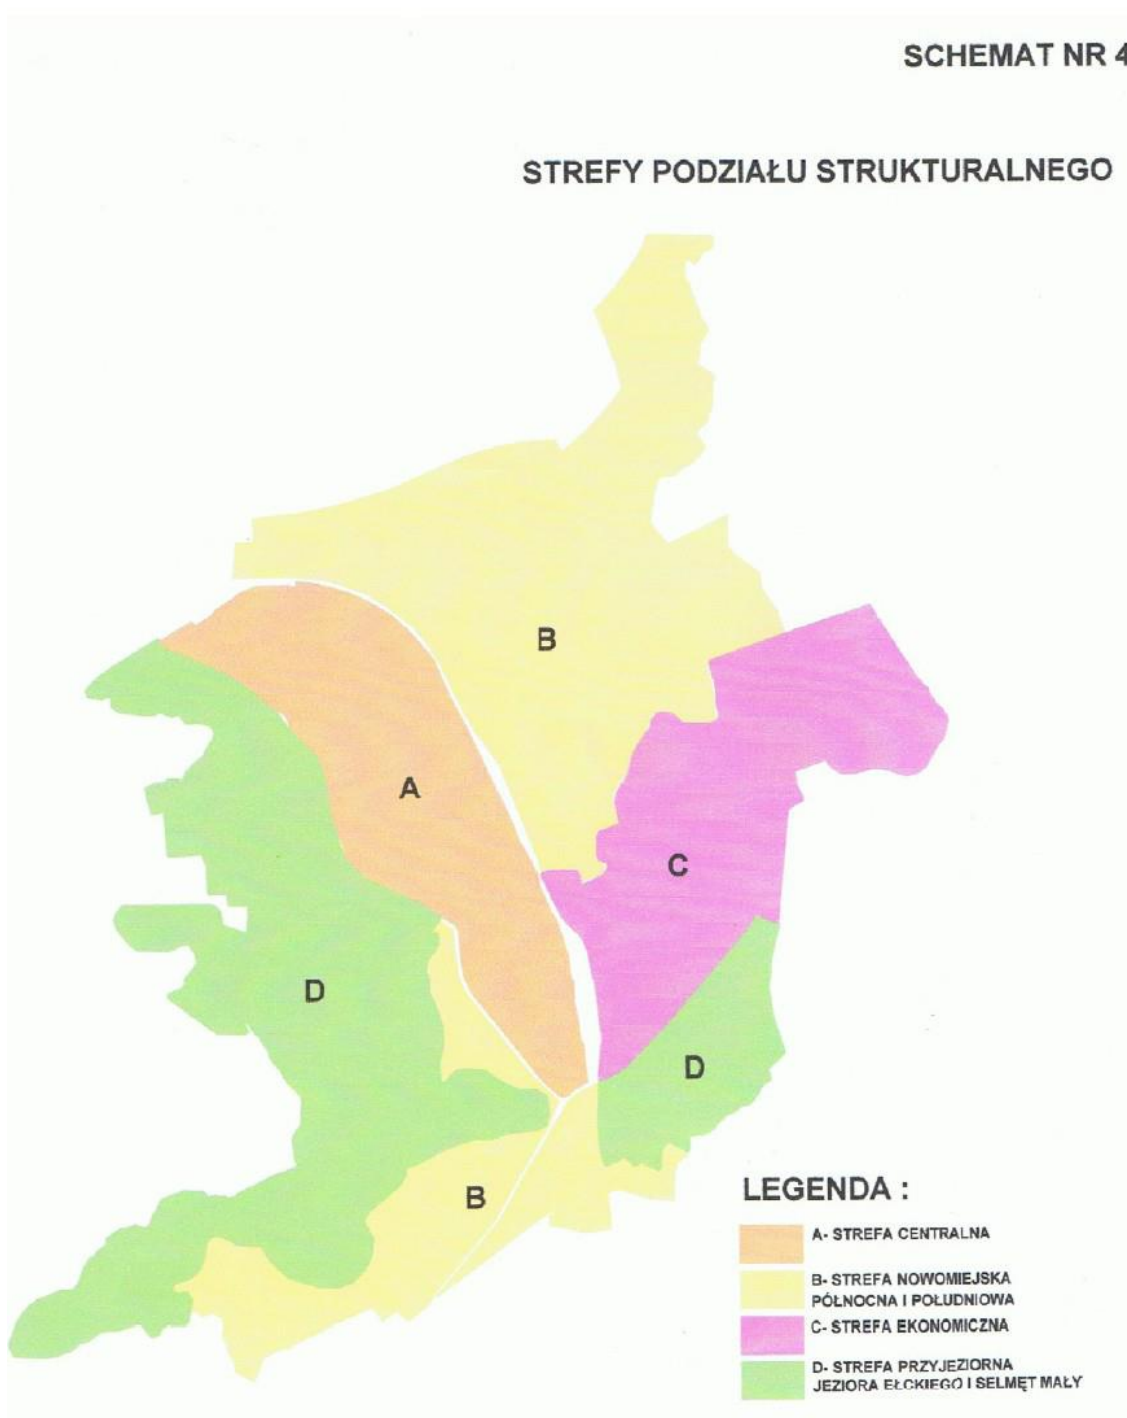 SCHEMAT NR 4
STREFY PODZIAŁU STRUKTURALNEGO
B
A
C
D
D
B
LEGENDA :
A- STREFA CENTRALNA
B- STREFA NOWOMIEJSKA
PÓŁNOCNA I POŁUDNIOWA
C- STREFA EKONOMICZNA
D- STREFA PRZYJEZIORNA
JEZIORA EŁCKIEGO I SELMĘT MAŁY